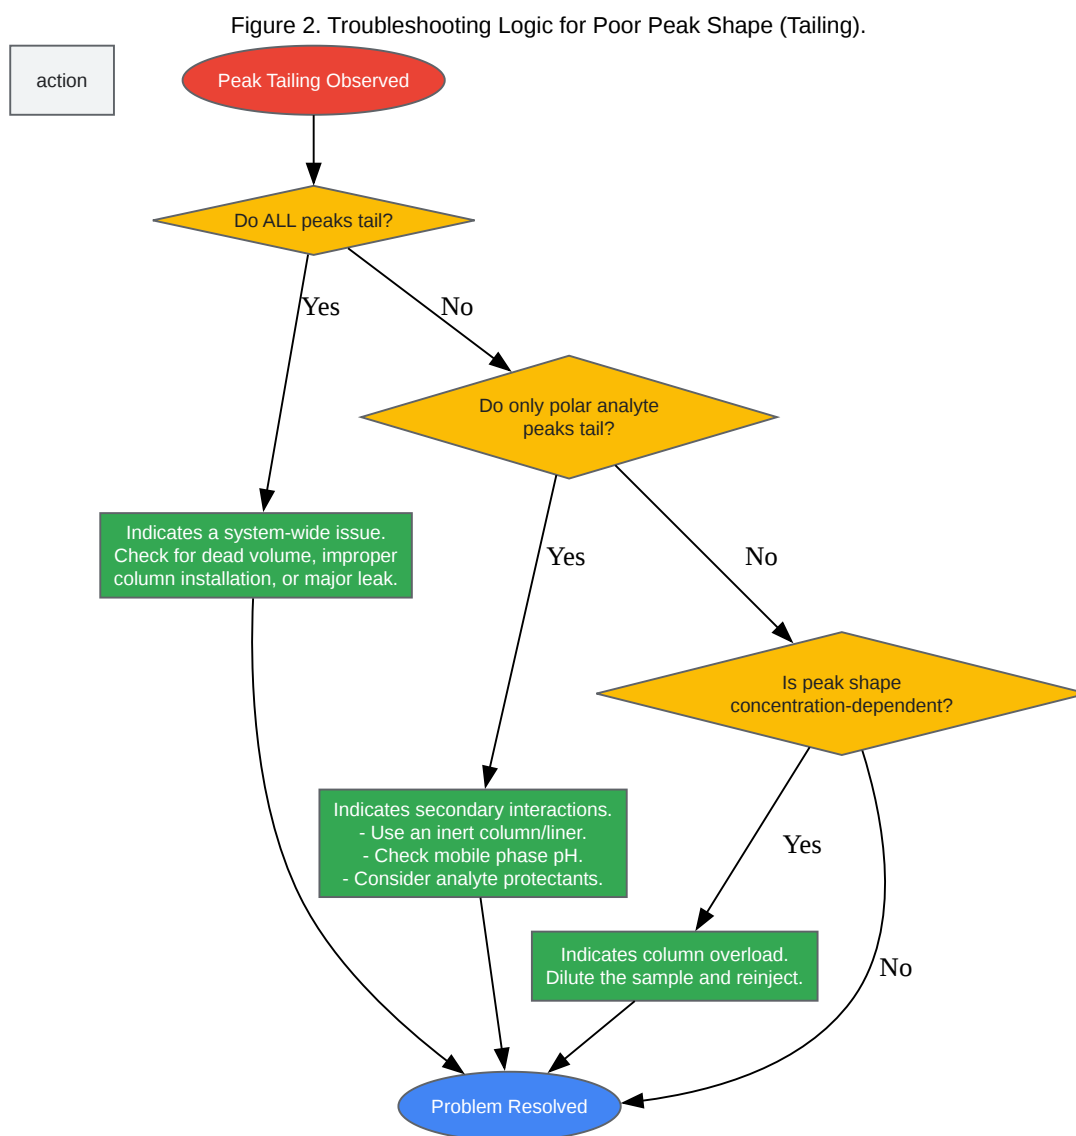 Figure 2. Troubleshooting Logic for Poor Peak Shape (Tailing).
action
Peak Tailing Observed
Do ALL peaks tail?
Yes
No
Do only polar analyte
peaks tail?
Indicates a system-wide issue.
Check for dead volume, improper
column installation, or major leak.
Yes
No
Is peak shape
concentration-dependent?
Indicates secondary interactions.
- Use an inert column/liner.
- Check mobile phase pH.
- Consider analyte protectants.
Yes
Indicates column overload.
Dilute the sample and reinject.
No
Problem Resolved